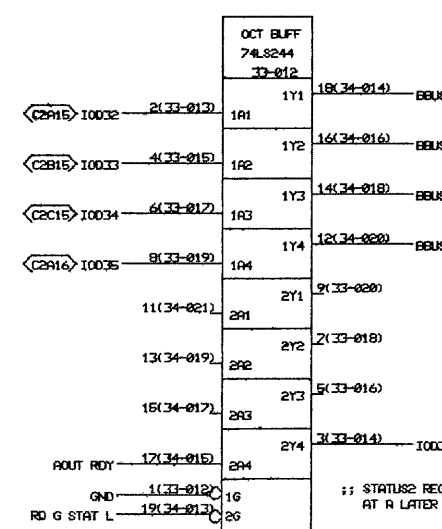 OCT BUFF
74LS244
33-012
1Y1 18(34-014) BBUS
C2A15 IOD32 2(33-013) 1A1
1Y2 16(34-016) BBUS
C2B15 IOD33 4(33-015) 1A2
1Y3 14(34-018) BBUS
C2C15 IOD34 6(33-017) 1A3
1Y4 12(34-020) BBUS
C2A16 IOD35 8(33-019) 1A4
2Y1 9(33-020)
11(34-021) 2A1
2Y2 7(33-018)
13(34-019) 2A2
2Y3 5(33-016)
15(34-017) 2A3
2Y4 3(33-014) IOD3
AOUT RDY 17(34-015) 2A4
GND 1(33-012) 1G
RD G STAT L 19(34-013) 2G
;; STATUS2 REG
AT A LATER